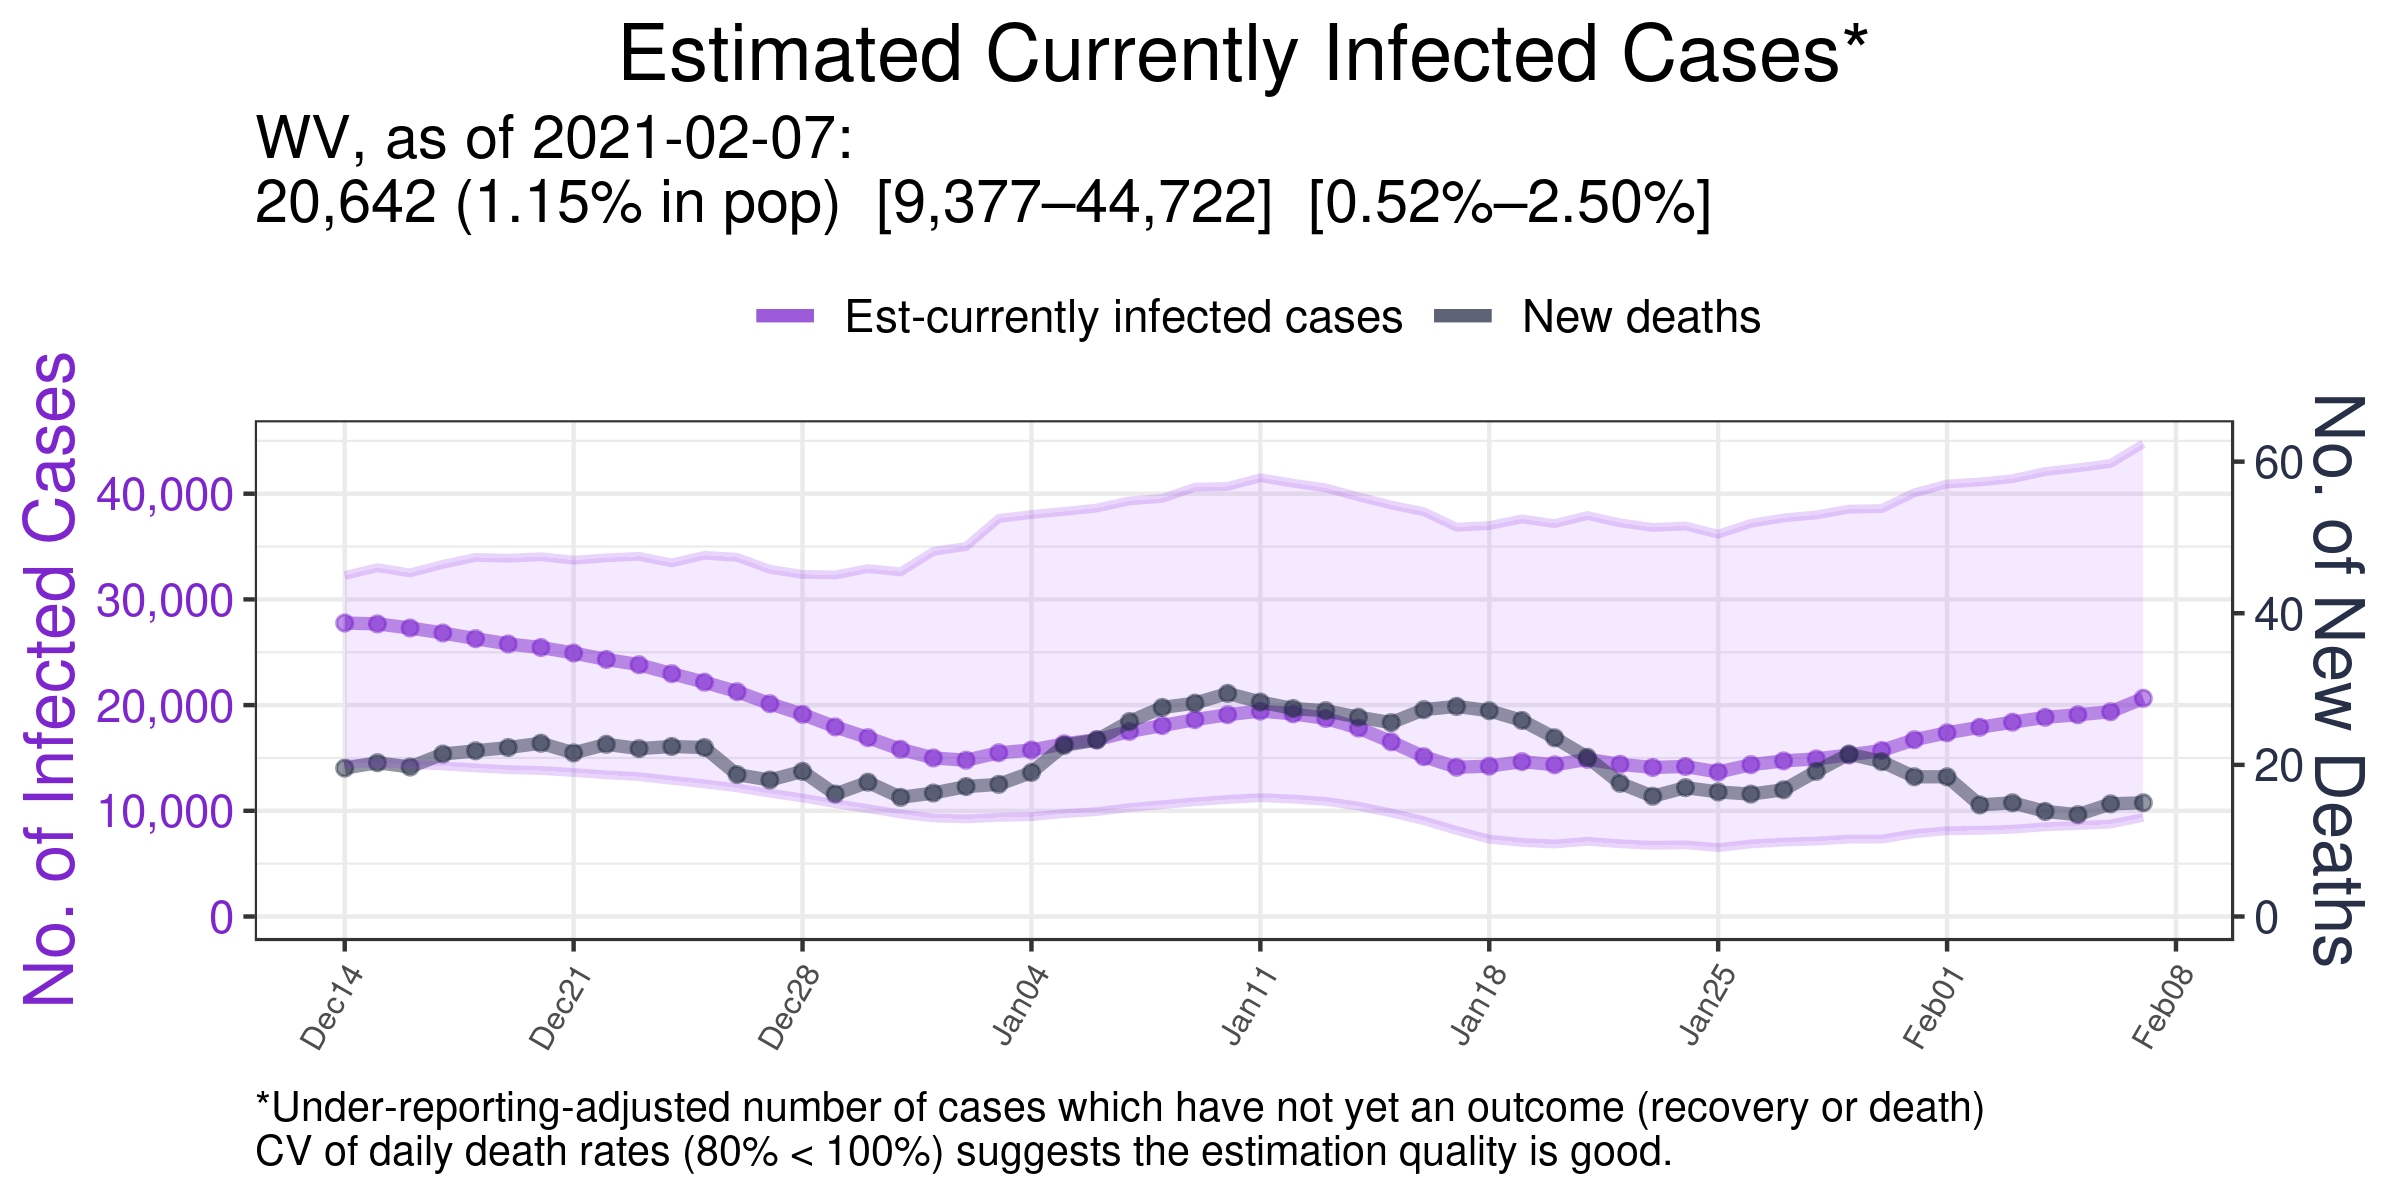 Estimated Currently Infected Cases*
WV, as of 2021-02-07:
20,642 (1.15% in pop)  [9,377–44,722]  [0.52%–2.50%]
Est-currently infected cases
New deaths
No. of Infected Cases
40,000
30,000
20,000
10,000
0
60
40
20
0
No. of New Deaths
Dec14
Dec21
Dec28
Jan04
Jan11
Jan18
Jan25
Feb01
Feb08
*Under-reporting-adjusted number of cases which have not yet an outcome (recovery or death)
CV of daily death rates (80% < 100%) suggests the estimation quality is good.